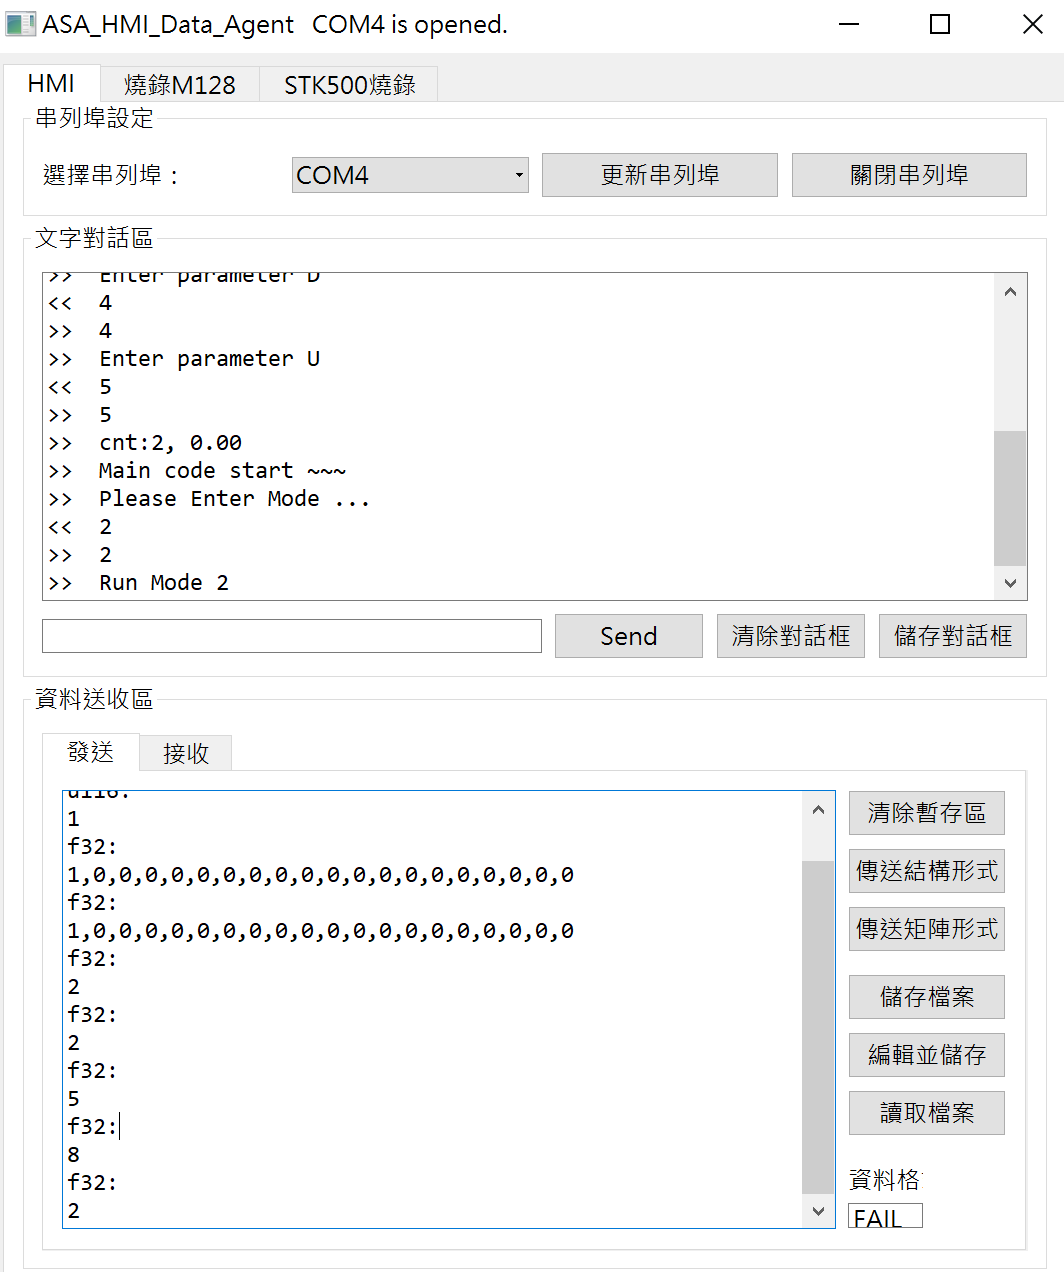 ASA_HMI_Data_Agent COM4 is opened.
HMI 燒錄M128 STK500燒錄
串列埠設定
選擇串列埠： COM4 更新串列埠 關閉串列埠
文字對話區
>> Enter parameter D
<< 4
>> 4
>> Enter parameter U
<< 5
>> 5
>> cnt:2, 0.00
>> Main code start ~~~
>> Please Enter Mode ...
<< 2
>> 2
>> Run Mode 2
Send 清除對話框 儲存對話框
資料送收區
發送 接收
ui16:
1
f32:
1,0,0,0,0,0,0,0,0,0,0,0,0,0,0,0,0,0,0,0
f32:
1,0,0,0,0,0,0,0,0,0,0,0,0,0,0,0,0,0,0,0
f32:
2
f32:
2
f32:
5
f32:
8
f32:
2
清除暫存區
傳送結構形式
傳送矩陣形式
儲存檔案
編輯並儲存
讀取檔案
資料格
FAIL